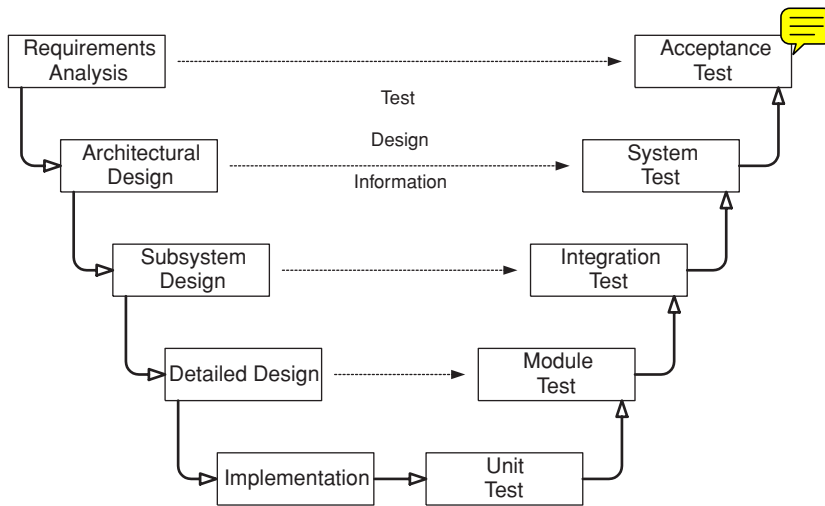 Requirements
Analysis
Acceptance
Test
Test
Design
Information
Architectural
Design
System
Test
Subsystem
Design
Integration
Test
Detailed Design
Module
Test
Implementation
Unit
Test